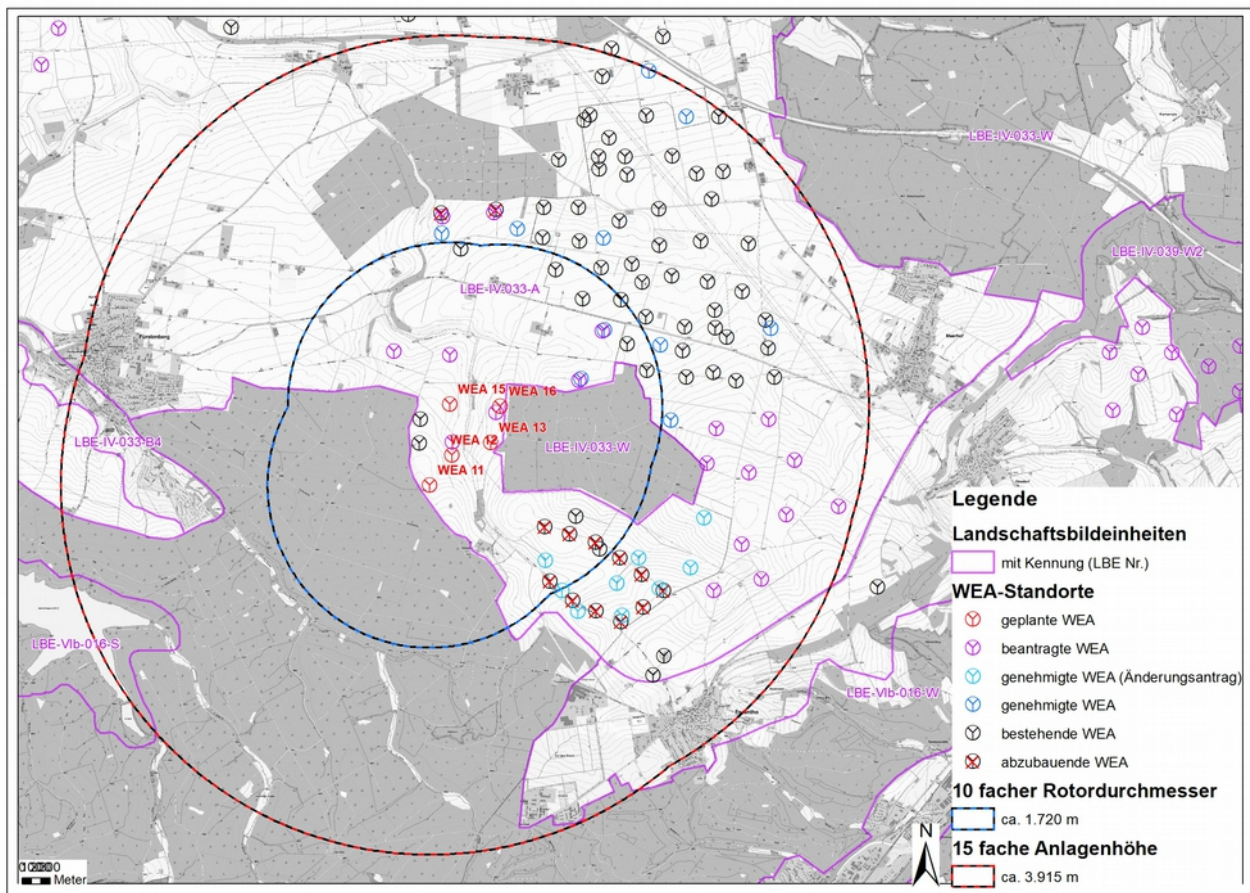 LBE-IV-033-W
LBE-IV-039-W2
LBE-IV-033-A
Fürstenberg
WEA 15
WEA 16
LBE-IV-033-B4
WEA 13
WEA 12
LBE-IV-033-W
WEA 11
LBE-VIb-016-S
LBE-VIb-016-W
Legende
Landschaftsbildeinheiten
mit Kennung (LBE Nr.)
WEA-Standorte
geplante WEA
beantragte WEA
genehmigte WEA (Änderungsantrag)
genehmigte WEA
bestehende WEA
abzubauende WEA
10 facher Rotordurchmesser
ca. 1.720 m
15 fache Anlagenhöhe
ca. 3.915 m
N
Meter